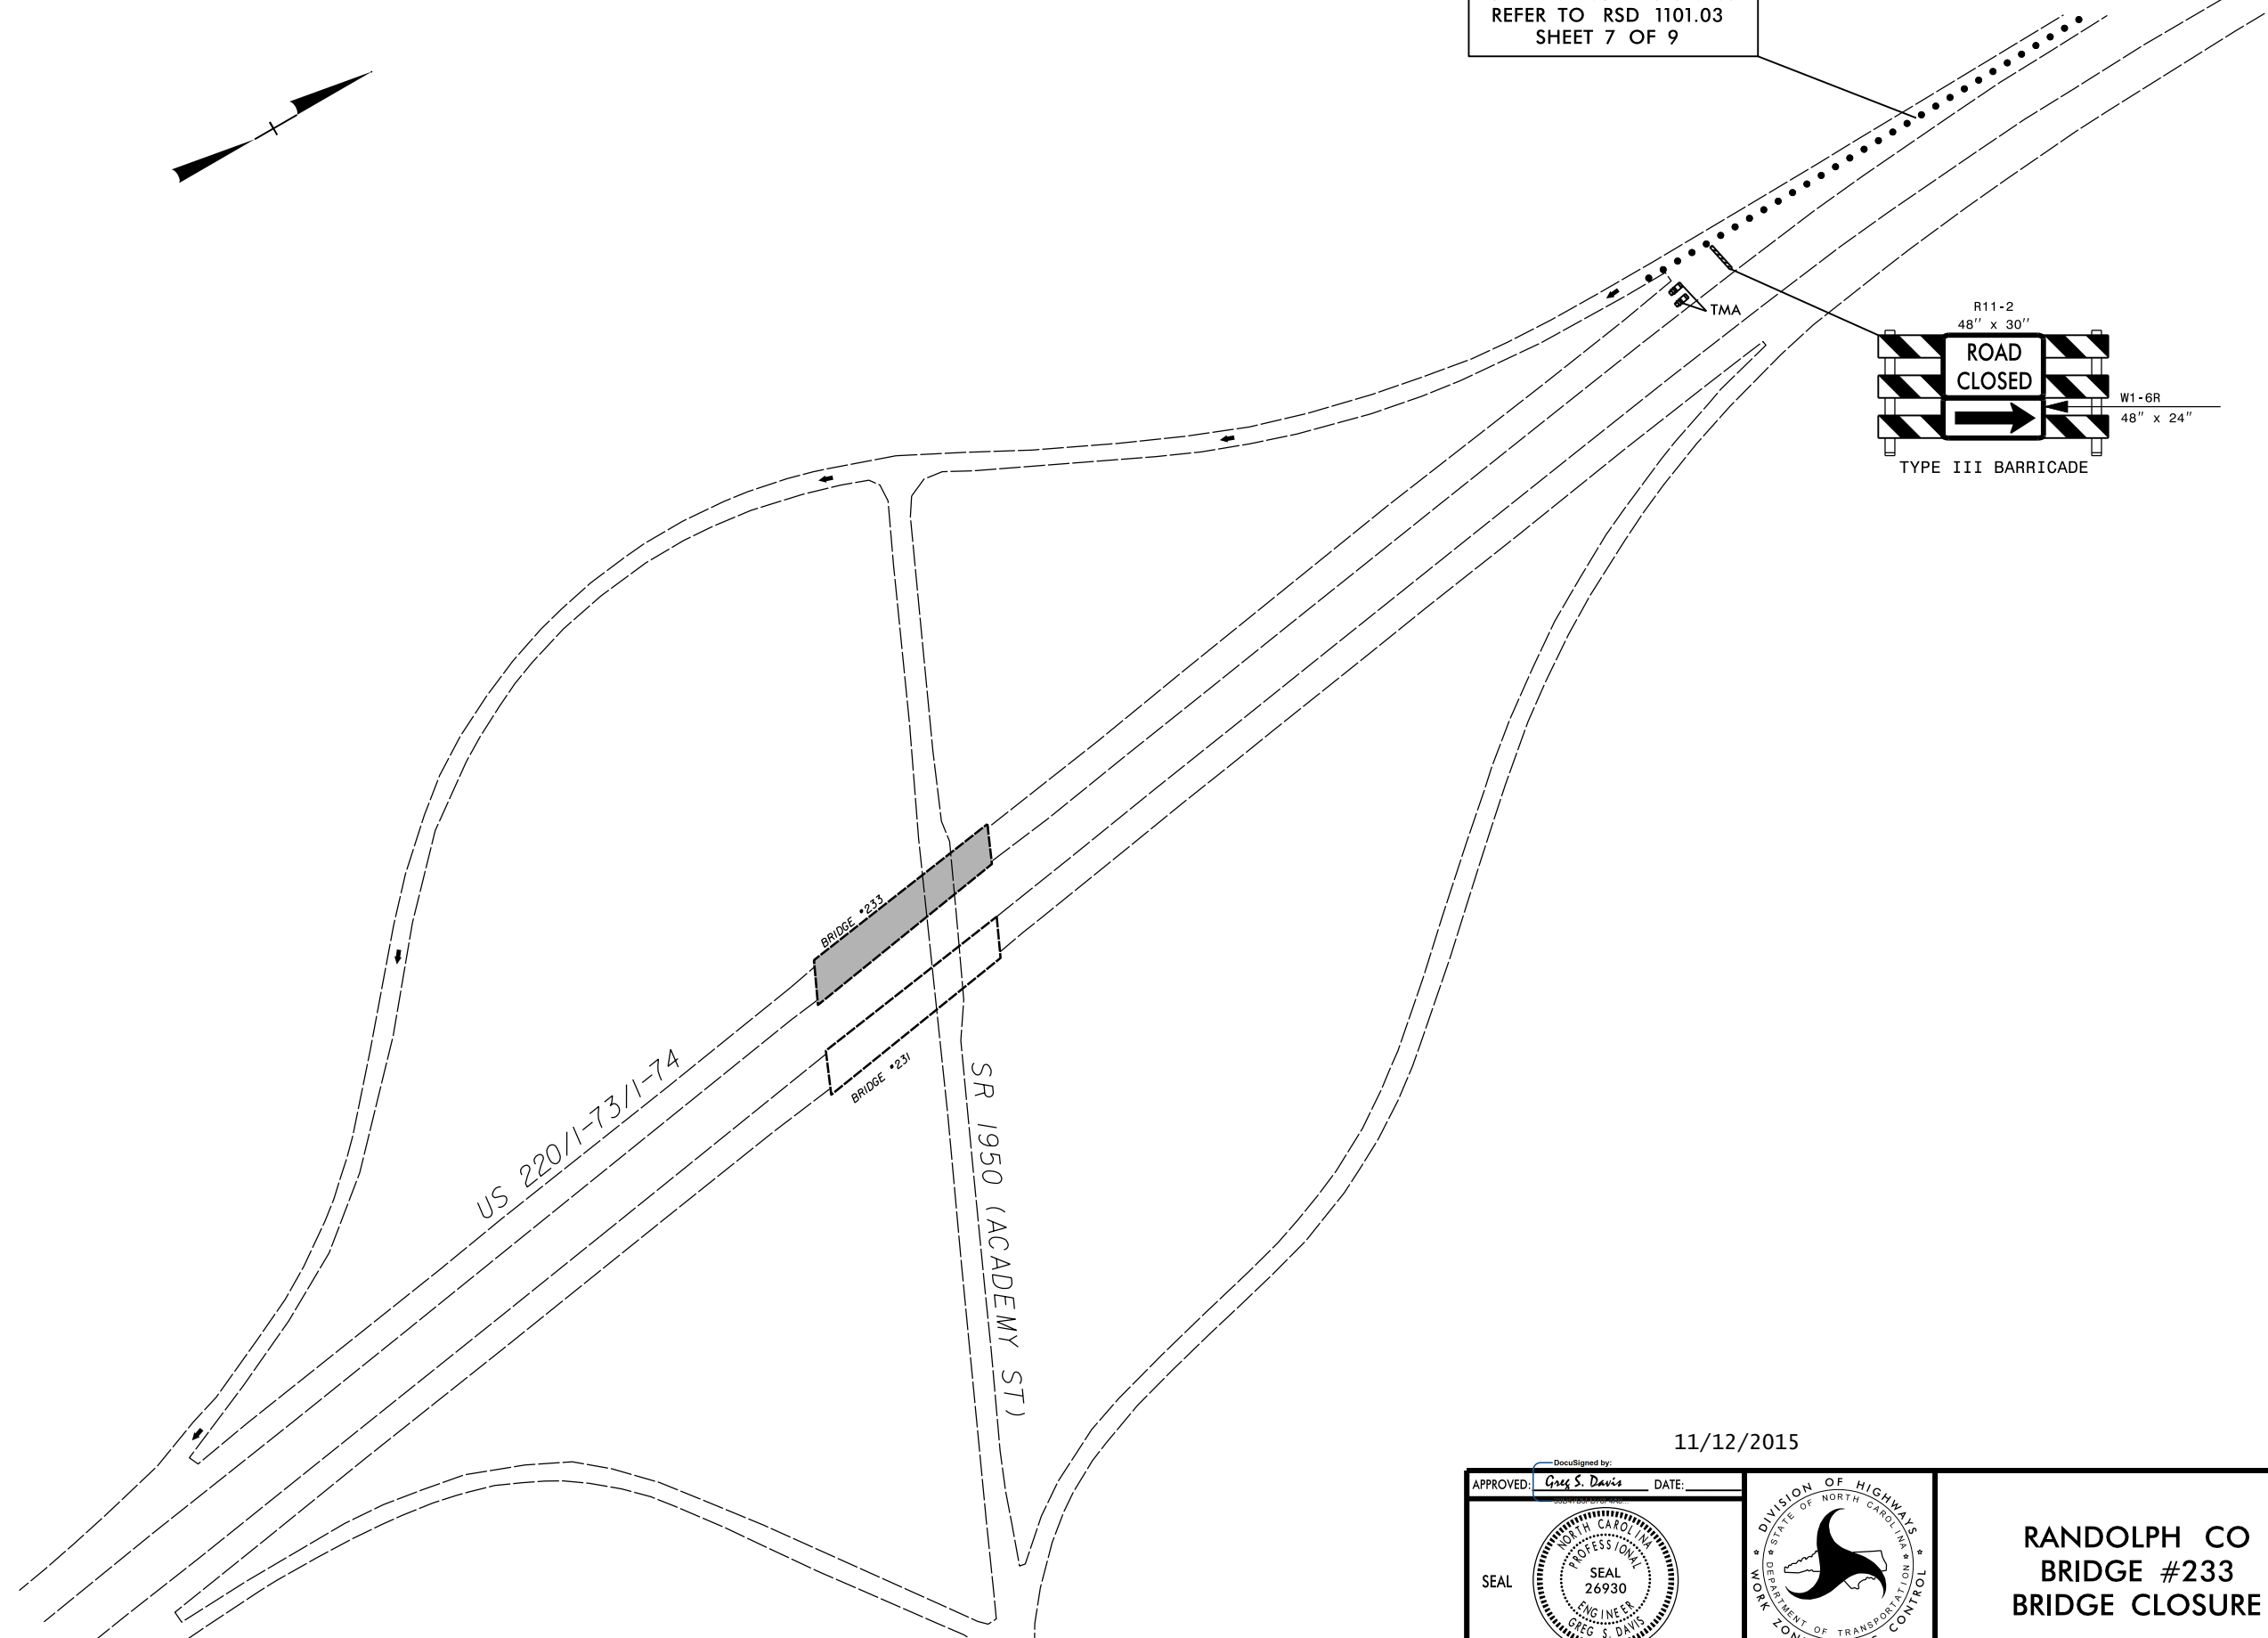 REFER TO RSD 1101.03
SHEET 7 OF 9
TMA
R11-2
48'' x 30''
ROAD
CLOSED
W1-6R
48" x 24"
TYPE III BARRICADE
BRIDGE #233
BRIDGE #231
US 220/I-73/I-74
SR 1950 (ACADEMY ST)
11/12/2015
DocuSigned by:
APPROVED: Greg S. Davis DATE:
SEAL
NORTH CAROLINA
PROFESSIONAL
SEAL
26930
ENGINEER
GREG S. DAVIS
DIVISION OF HIGHWAYS
STATE OF NORTH CAROLINA
DEPARTMENT OF TRANSPORTATION
WORK CONTROL
RANDOLPH CO
BRIDGE #233
BRIDGE CLOSURE